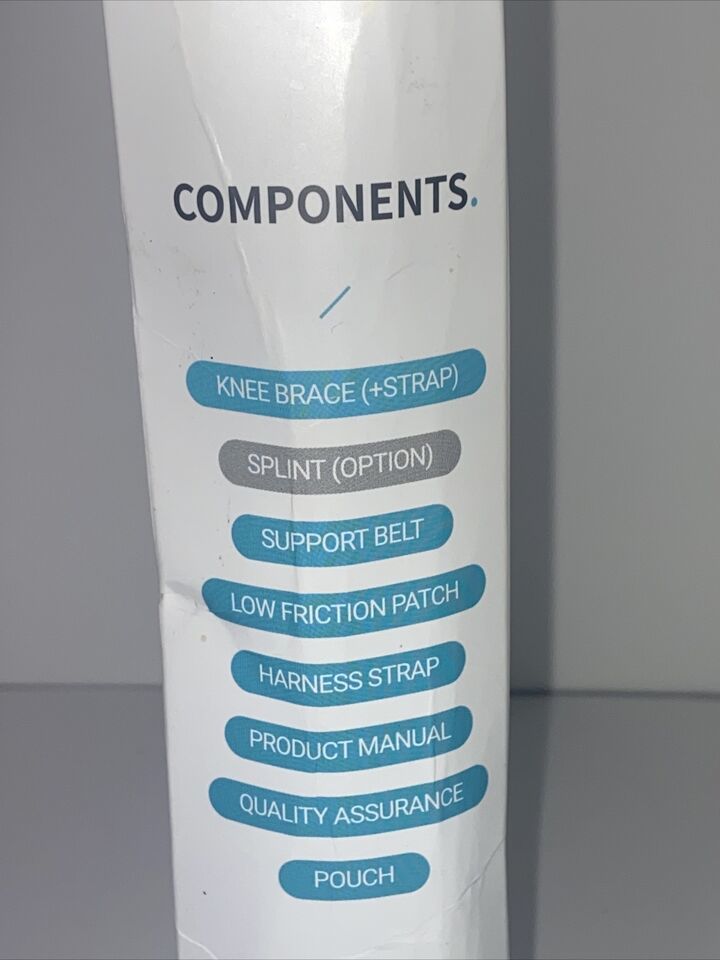 COMPONENTS.
KNEE BRACE (+STRAP)
SPLINT (OPTION)
SUPPORT BELT
LOW FRICTION PATCH
HARNESS STRAP
PRODUCT MANUAL
QUALITY ASSURANCE
POUCH